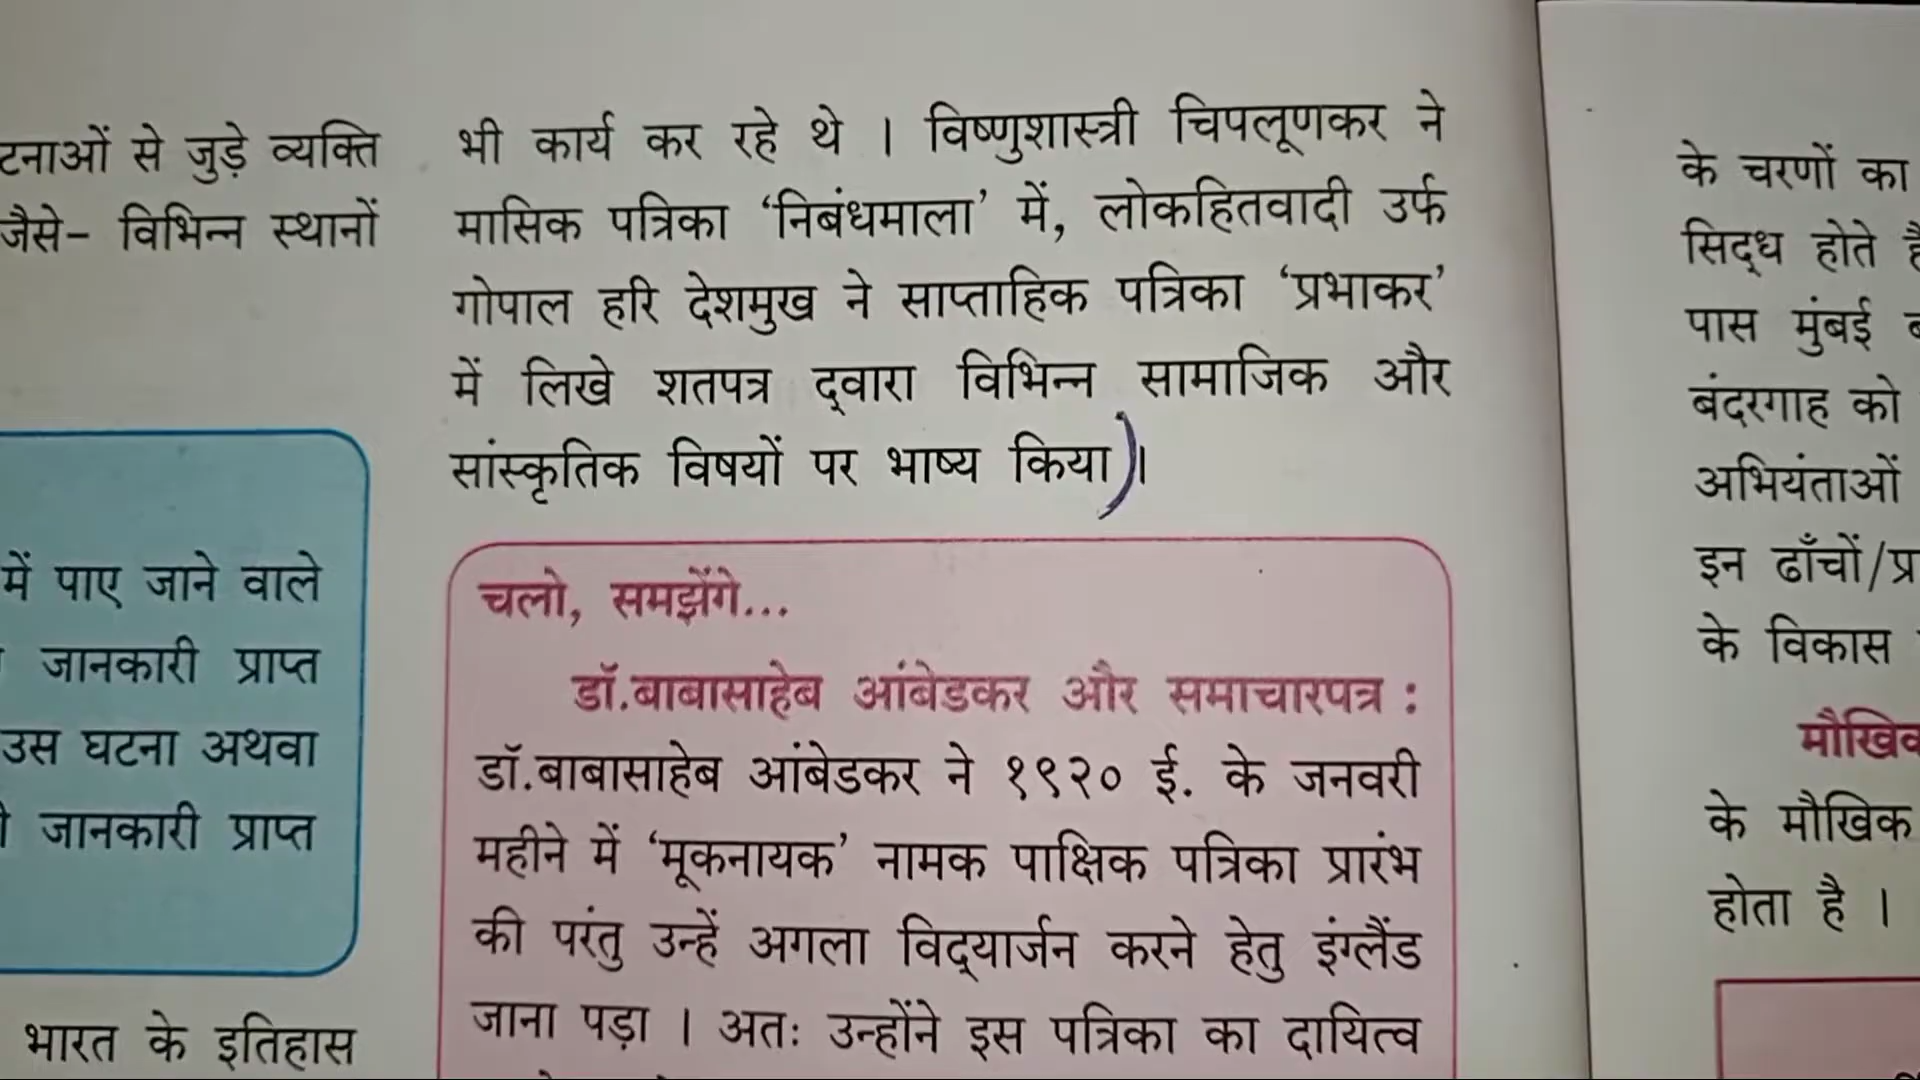 टनाओं से जुड़े व्यक्ति
जैसे- विभिन्न स्थानों
में पाए जाने वाले
जानकारी प्राप्त
उस घटना अथवा
जानकारी प्राप्त
भारत के इतिहास
भी कार्य कर रहे थे । विष्णुशास्त्री चिपलूणकर ने
मासिक पत्रिका ‘निबंधमाला’ में, लोकहितवादी उर्फ
गोपाल हरि देशमुख ने साप्ताहिक पत्रिका ‘प्रभाकर’
में लिखे शतपत्र द्‌वारा विभिन्न सामाजिक और
सांस्कृतिक विषयों पर भाष्य किया)।
चलो, समझेंगे...
डॉ.बाबासाहेब आंबेडकर और समाचारपत्र :
डॉ.बाबासाहेब आंबेडकर ने १९२० ई. के जनवरी
महीने में ‘मूकनायक’ नामक पाक्षिक पत्रिका प्रारंभ
की परंतु उन्हें अगला विद्‌यार्जन करने हेतु इंग्लैंड
जाना पड़ा । अतः उन्होंने इस पत्रिका का दायित्व
के चरणों का
सिद्‌ध होते
पास मुंबई
बंदरगाह को
अभियंताओं
इन ढाँचों/प्र
के विकास
मौखिक
के मौखिक
होता है ।